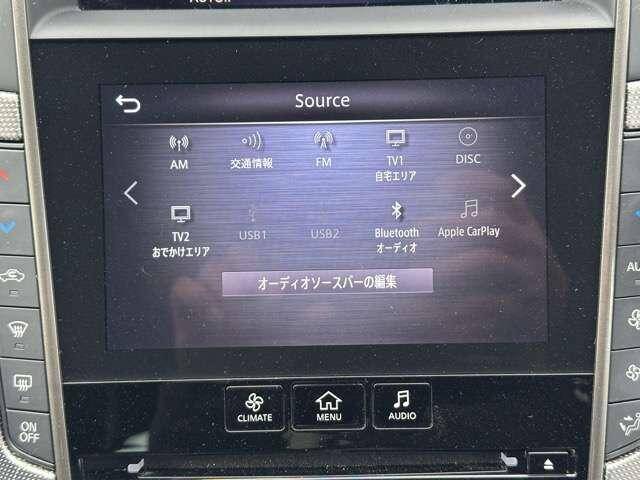 AUTO
Source
AM
交通情報
FM
TV1
自宅エリア
DISC
TV2
おでかけエリア
USB1
USB2
Bluetooth
オーディオ
Apple CarPlay
オーディオソースバーの編集
CLIMATE
MENU
AUDIO
ON
OFF